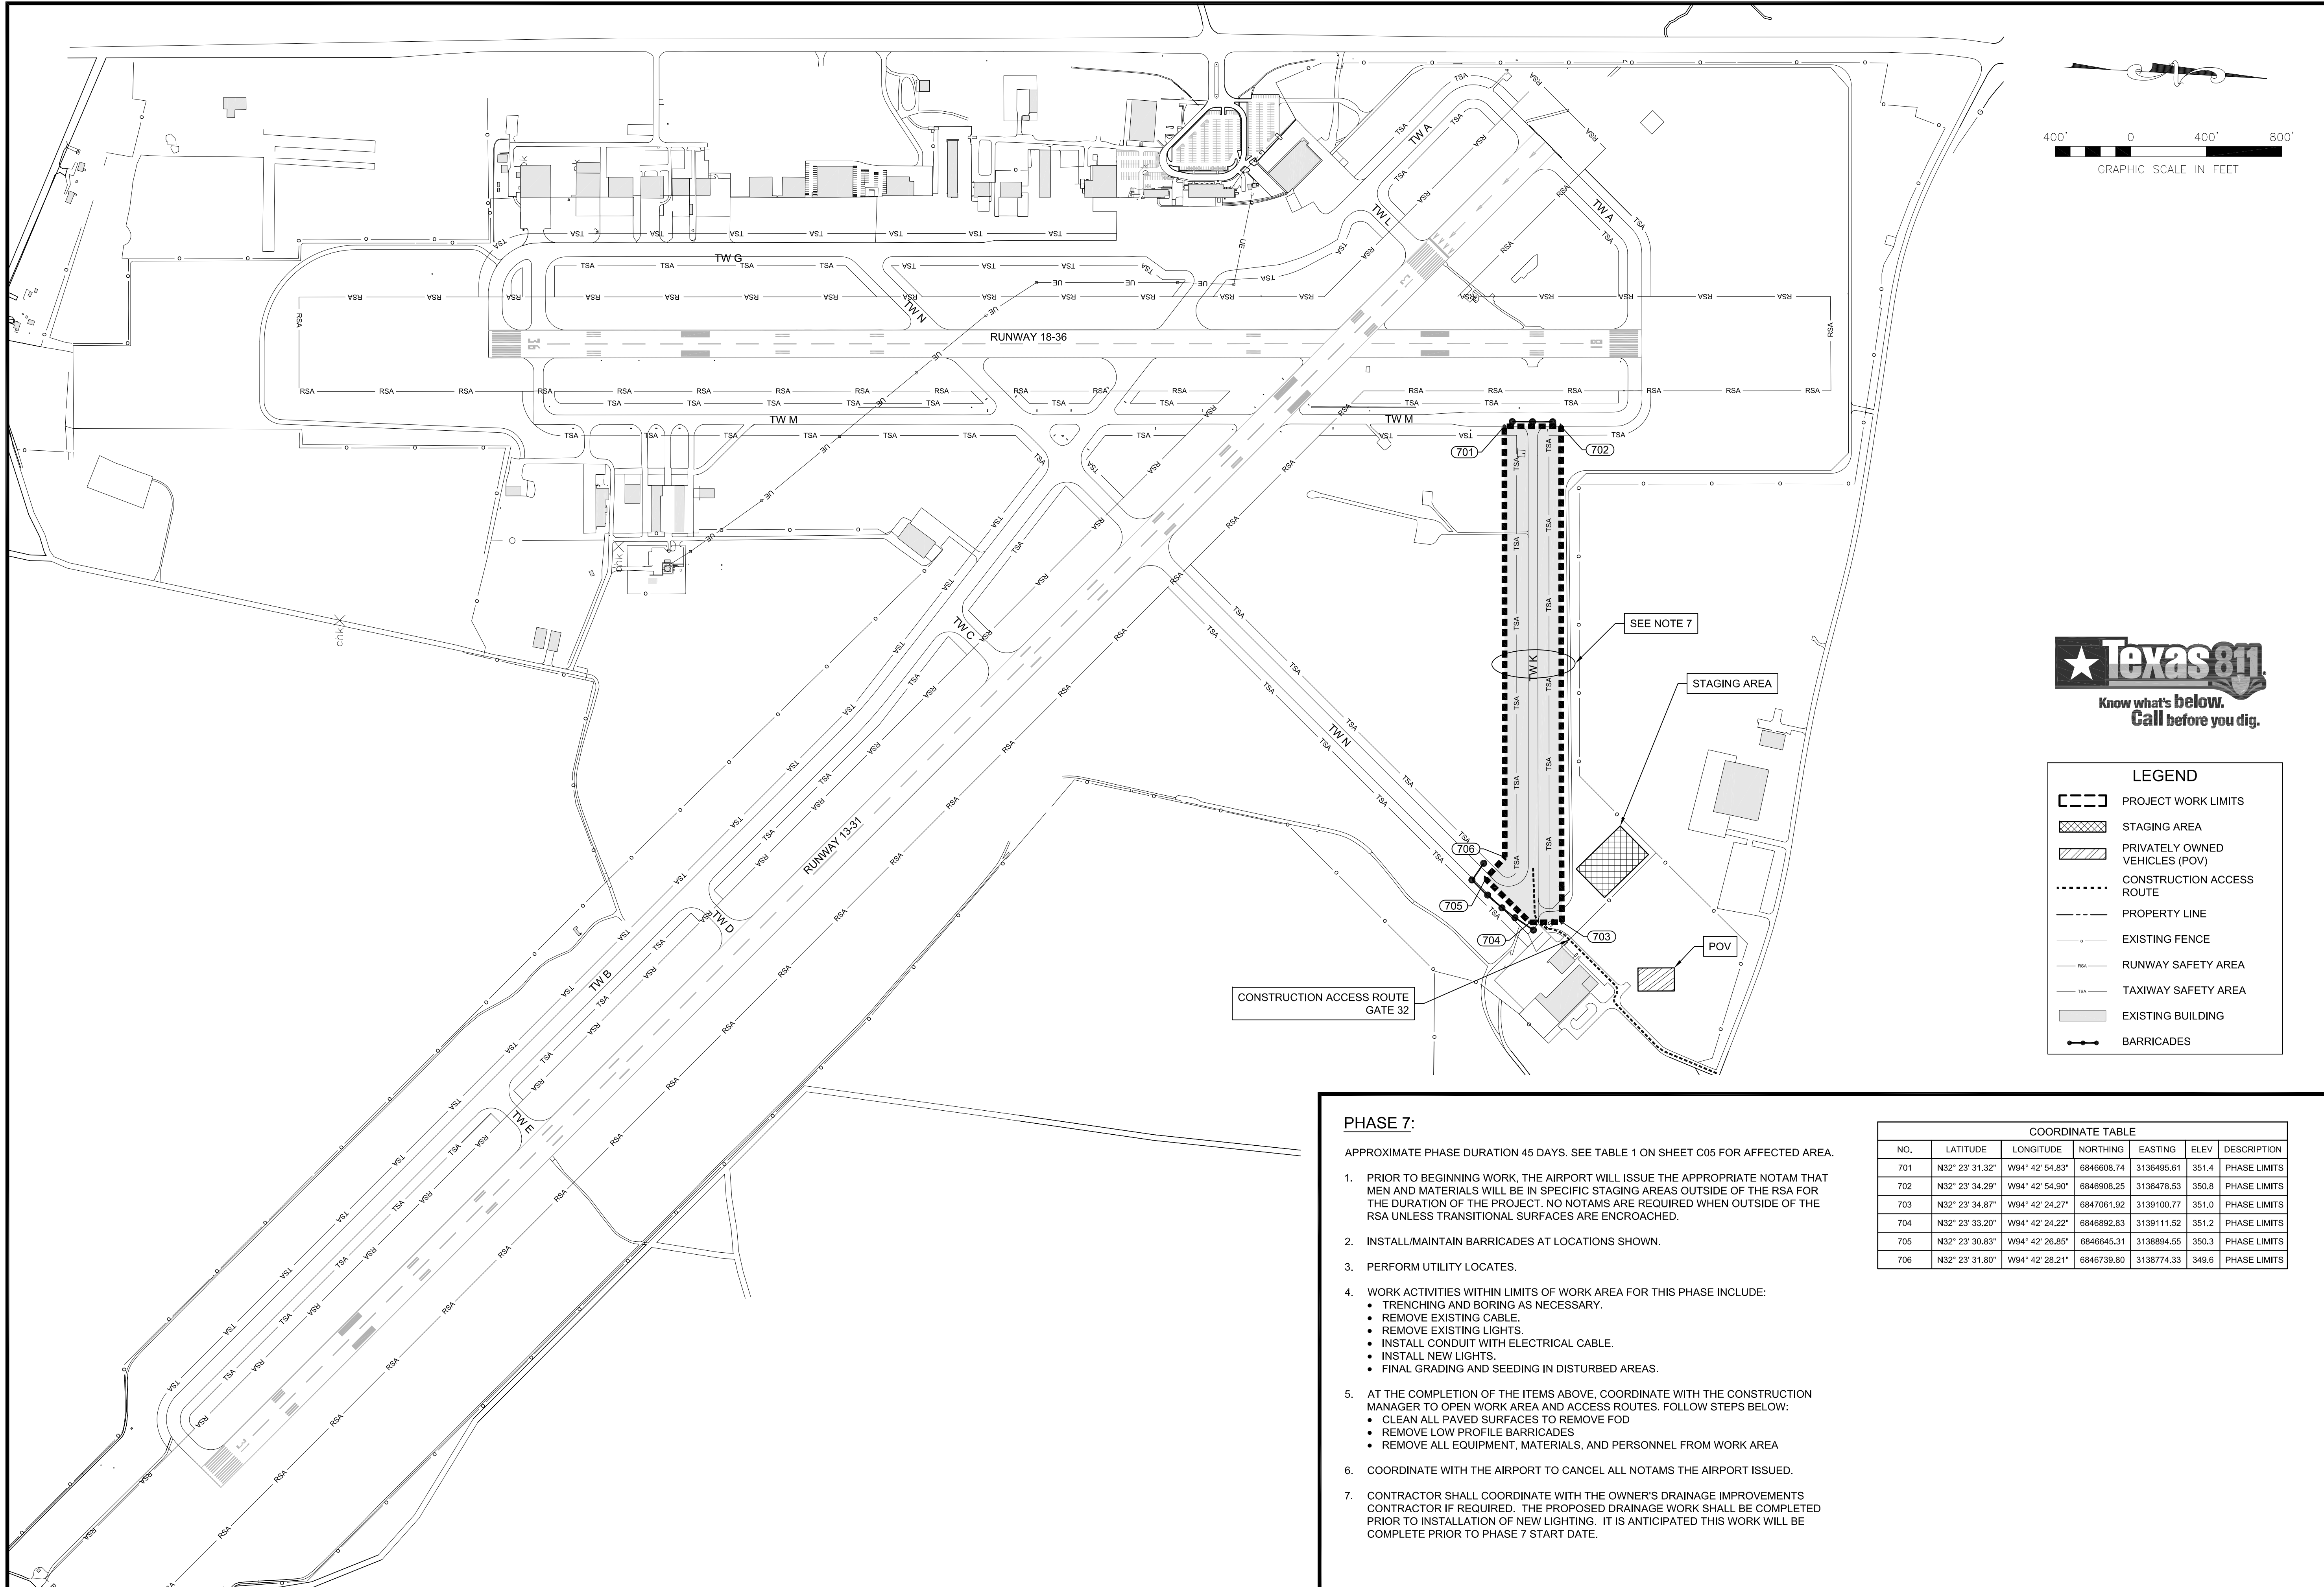 400' 0 400' 800'
GRAPHIC SCALE IN FEET
TW A
TW L
TW A
TW G
TW N
RUNWAY 18-36
TW M
TW M
701
702
TW C
TW K
SEE NOTE 7
STAGING AREA
TW N
RUNWAY 13-31
706
705
704
703
POV
TW D
TW B
TW E
CONSTRUCTION ACCESS ROUTE
GATE 32
TSA
RSA
UE
chk
chk
G
Texas 811
Know what's below.
Call before you dig.
LEGEND
PROJECT WORK LIMITS
STAGING AREA
PRIVATELY OWNED
VEHICLES (POV)
CONSTRUCTION ACCESS
ROUTE
PROPERTY LINE
EXISTING FENCE
RSA RUNWAY SAFETY AREA
TSA TAXIWAY SAFETY AREA
EXISTING BUILDING
BARRICADES
PHASE 7:
APPROXIMATE PHASE DURATION 45 DAYS. SEE TABLE 1 ON SHEET C05 FOR AFFECTED AREA.
1. PRIOR TO BEGINNING WORK, THE AIRPORT WILL ISSUE THE APPROPRIATE NOTAM THAT
MEN AND MATERIALS WILL BE IN SPECIFIC STAGING AREAS OUTSIDE OF THE RSA FOR
THE DURATION OF THE PROJECT. NO NOTAMS ARE REQUIRED WHEN OUTSIDE OF THE
RSA UNLESS TRANSITIONAL SURFACES ARE ENCROACHED.
2. INSTALL/MAINTAIN BARRICADES AT LOCATIONS SHOWN.
3. PERFORM UTILITY LOCATES.
4. WORK ACTIVITIES WITHIN LIMITS OF WORK AREA FOR THIS PHASE INCLUDE:
• TRENCHING AND BORING AS NECESSARY.
• REMOVE EXISTING CABLE.
• REMOVE EXISTING LIGHTS.
• INSTALL CONDUIT WITH ELECTRICAL CABLE.
• INSTALL NEW LIGHTS.
• FINAL GRADING AND SEEDING IN DISTURBED AREAS.
5. AT THE COMPLETION OF THE ITEMS ABOVE, COORDINATE WITH THE CONSTRUCTION
MANAGER TO OPEN WORK AREA AND ACCESS ROUTES. FOLLOW STEPS BELOW:
• CLEAN ALL PAVED SURFACES TO REMOVE FOD
• REMOVE LOW PROFILE BARRICADES
• REMOVE ALL EQUIPMENT, MATERIALS, AND PERSONNEL FROM WORK AREA
6. COORDINATE WITH THE AIRPORT TO CANCEL ALL NOTAMS THE AIRPORT ISSUED.
7. CONTRACTOR SHALL COORDINATE WITH THE OWNER'S DRAINAGE IMPROVEMENTS
CONTRACTOR IF REQUIRED. THE PROPOSED DRAINAGE WORK SHALL BE COMPLETED
PRIOR TO INSTALLATION OF NEW LIGHTING. IT IS ANTICIPATED THIS WORK WILL BE
COMPLETE PRIOR TO PHASE 7 START DATE.
COORDINATE TABLE
NO. LATITUDE LONGITUDE NORTHING EASTING ELEV DESCRIPTION
701 N32° 23' 31.32" W94° 42' 54.83" 6846608.74 3136495.61 351.4 PHASE LIMITS
702 N32° 23' 34.29" W94° 42' 54.90" 6846908.25 3136478.53 350.8 PHASE LIMITS
703 N32° 23' 34.87" W94° 42' 24.27" 6847061.92 3139100.77 351.0 PHASE LIMITS
704 N32° 23' 33.20" W94° 42' 24.22" 6846892.83 3139111.52 351.2 PHASE LIMITS
705 N32° 23' 30.83" W94° 42' 26.85" 6846645.31 3138894.55 350.3 PHASE LIMITS
706 N32° 23' 31.80" W94° 42' 28.21" 6846739.80 3138774.33 349.6 PHASE LIMITS